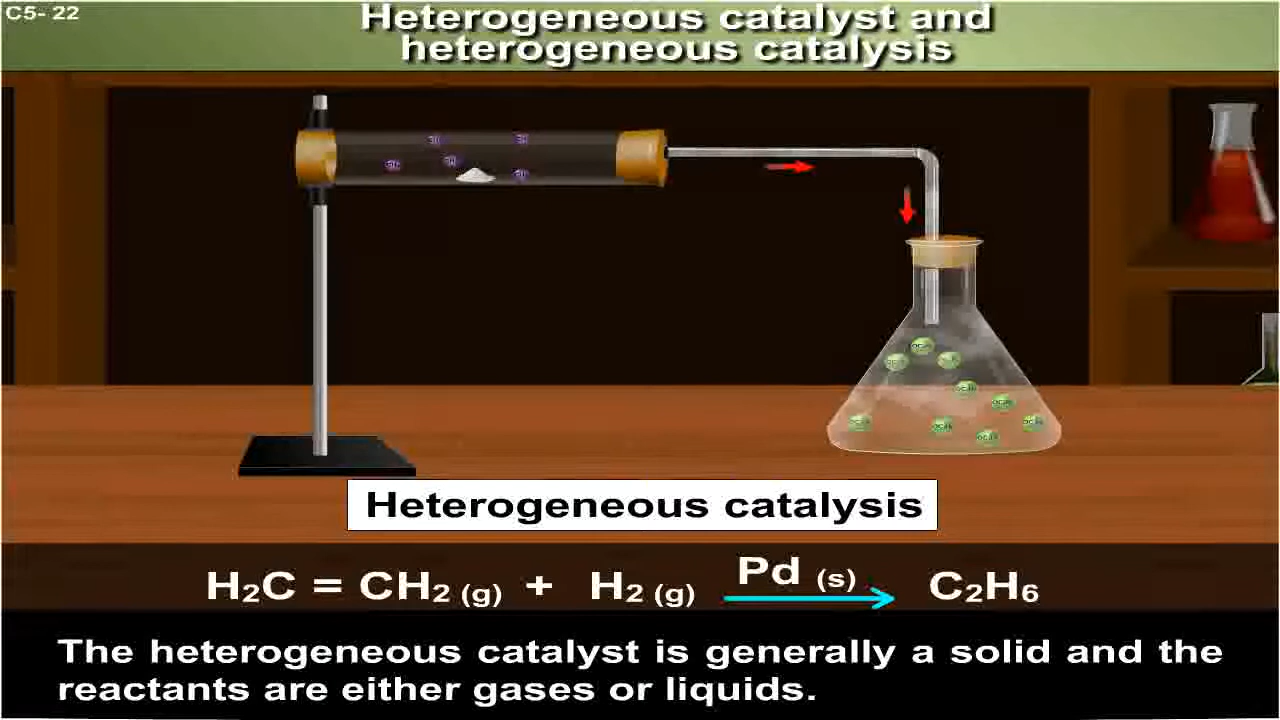 C5- 22
Heterogeneous catalyst and
heterogeneous catalysis
Heterogeneous catalysis
H₂C = CH₂ (g) + H₂ (g) Pd (s) C₂H₆
The heterogeneous catalyst is generally a solid and the
reactants are either gases or liquids.